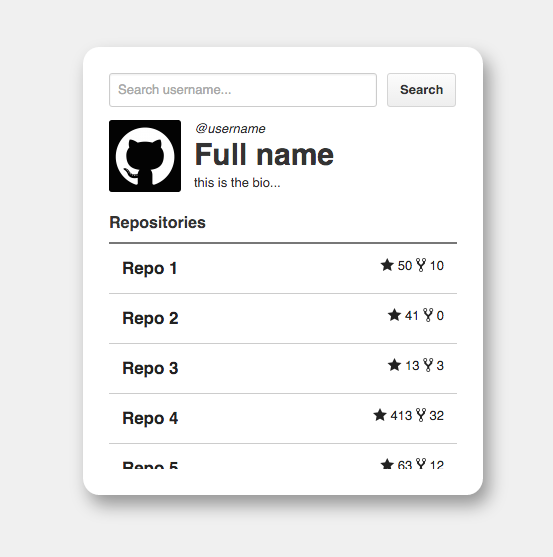 Search username...
Search
@username
Full name
this is the bio...
Repositories
Repo 1 50 10
Repo 2 41 0
Repo 3 13 3
Repo 4 413 32
Repo 5 63 12